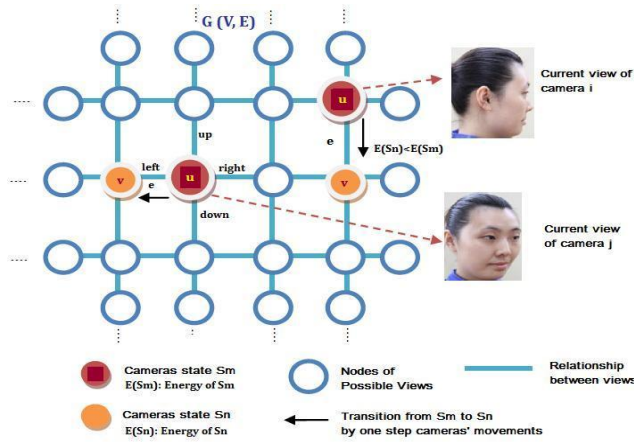 G (V, E)
u
Current view of
camera i
up
e
E(Sn)<E(Sm)
left
right
v
e
u
v
down
Current view
of camera j
Cameras state Sm
E(Sm): Energy of Sm
Nodes of
Possible Views
Relationship
between views
Cameras state Sn
E(Sn): Energy of Sn
Transition from Sm to Sn
by one step cameras' movements